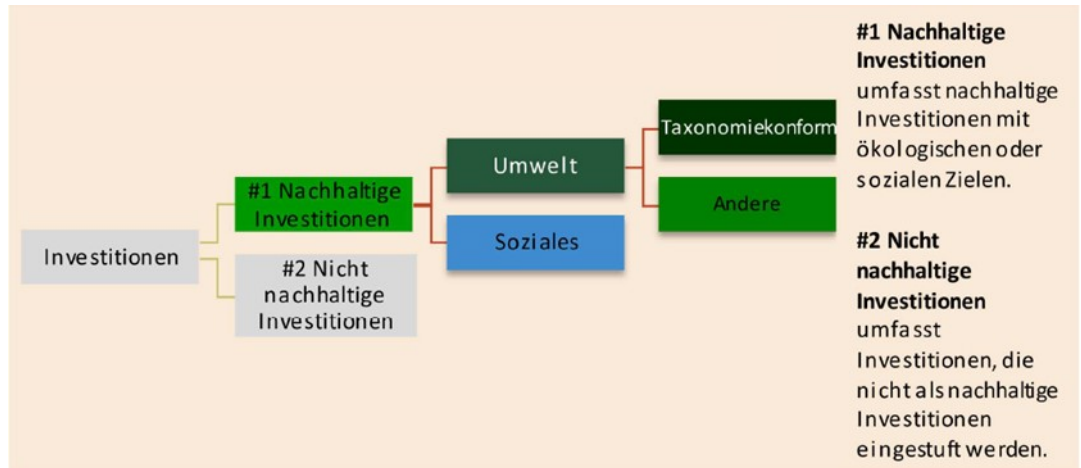 Investitionen
#1 Nachhaltige
Investitionen
#2 Nicht
nachhaltige
Investitionen
Umwelt
Soziales
Taxonomiekonform
Andere
#1 Nachhaltige
Investitionen
umfasst nachhaltige
Investitionen mit
ökologischen oder
sozialen Zielen.
#2 Nicht
nachhaltige
Investitionen
umfasst
Investitionen, die
nicht als nachhaltige
Investitionen
eingestuft werden.